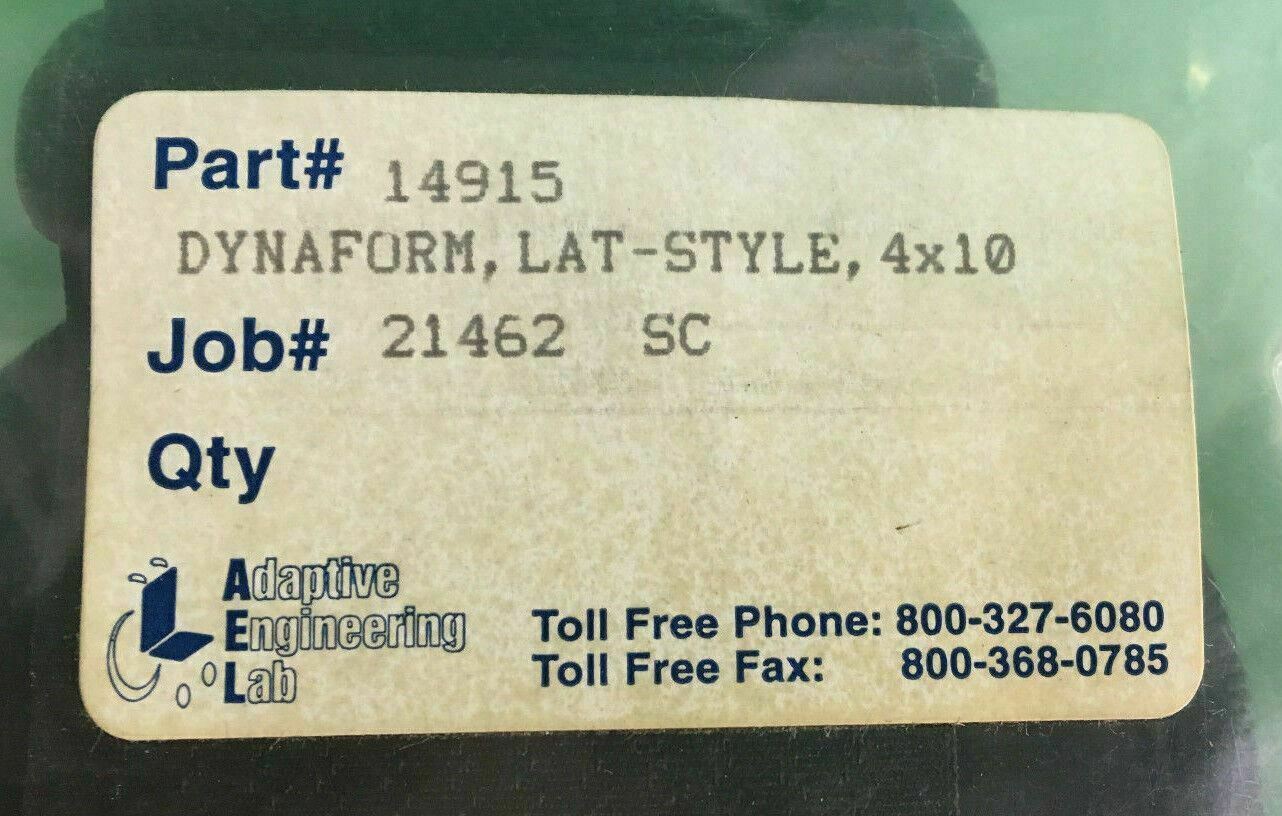 Part# 14915
DYNAFORM, LAT-STYLE, 4x10
Job# 21462 SC
Qty
Adaptive
Engineering
Lab
Toll Free Phone: 800-327-6080
Toll Free Fax: 800-368-0785